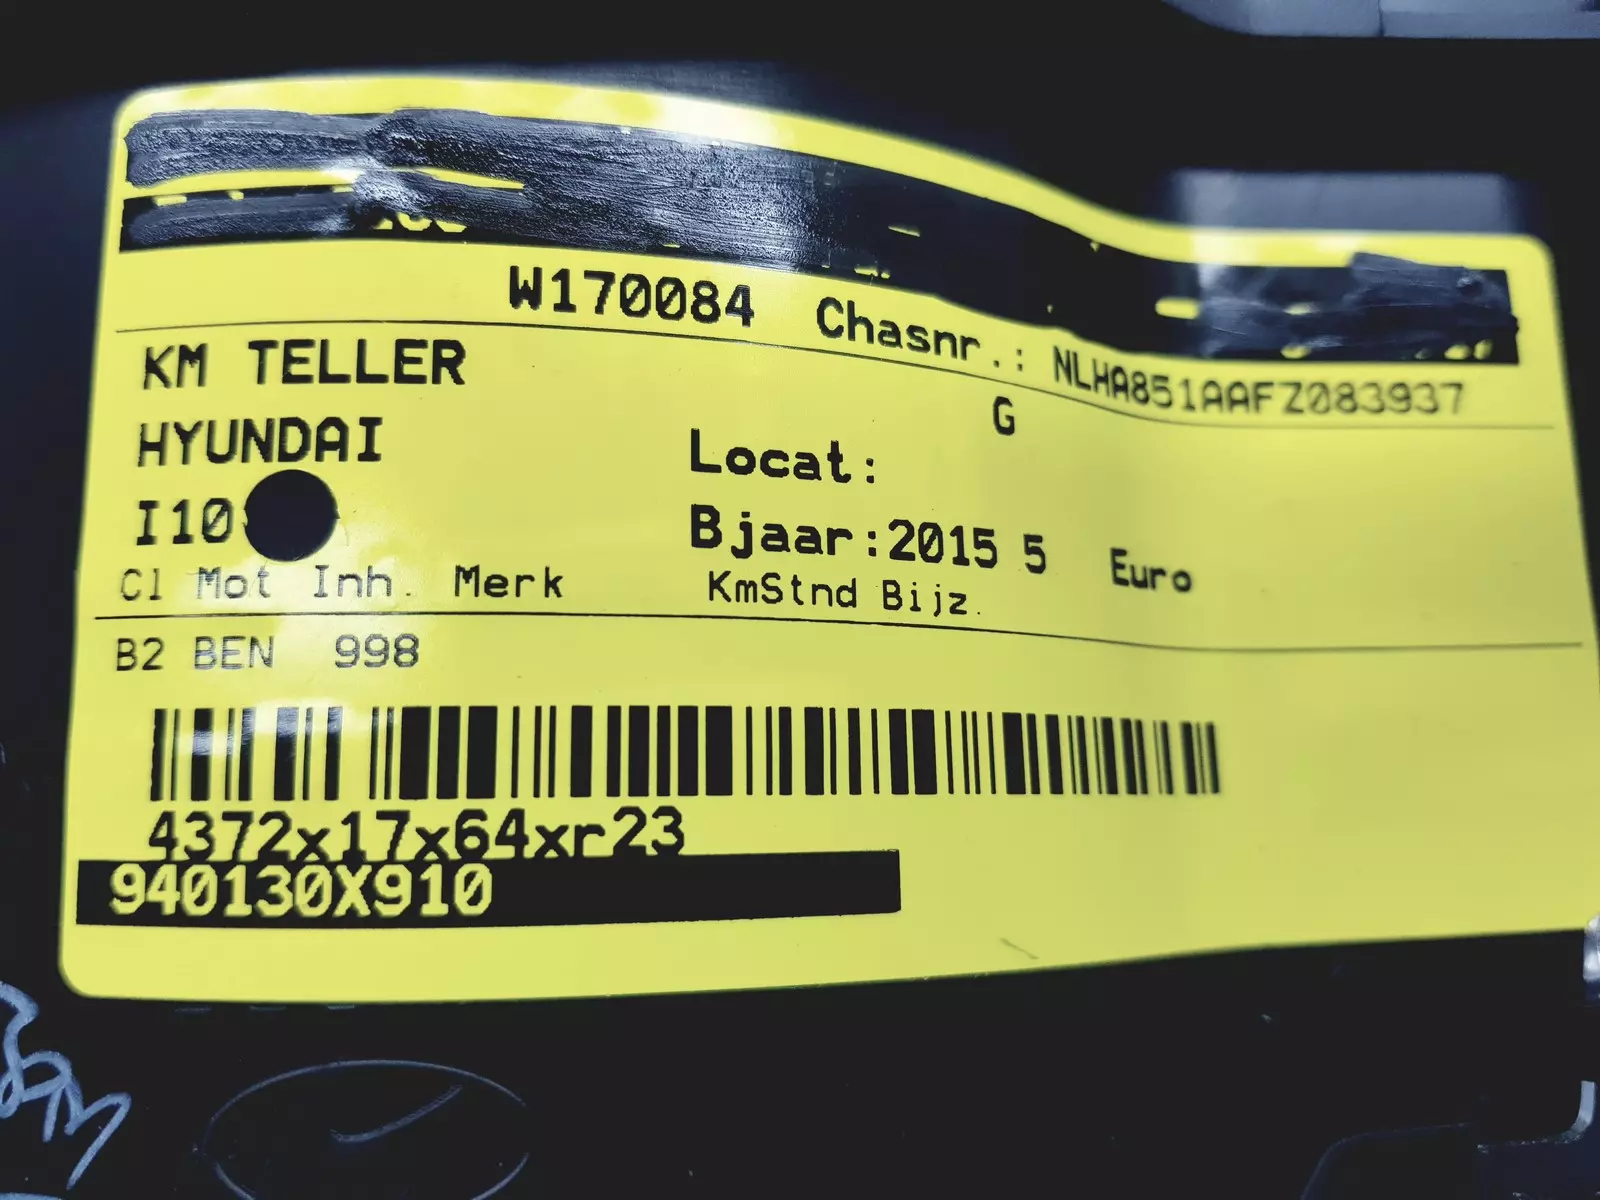 W170084 Chasnr.: NLHA851AAFZ083937
KM TELLER
G
HYUNDAI
Locat:
I10
Bjaar:2015 5 Euro
Cl Mot Inh. Merk KmStnd Bijz.
B2 BEN 998
4372x17x64xr23
940130X910